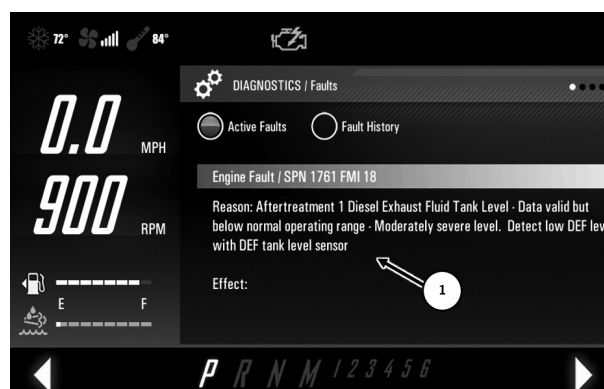 72° 84°
DIAGNOSTICS / Faults
0.0 MPH
Active Faults Fault History
Engine Fault / SPN 1761 FMI 18
900 RPM
Reason: Aftertreatment 1 Diesel Exhaust Fluid Tank Level - Data valid but
below normal operating range - Moderately severe level. Detect low DEF lev
with DEF tank level sensor
Effect:
1
E F
P R N M 1 2 3 4 5 6